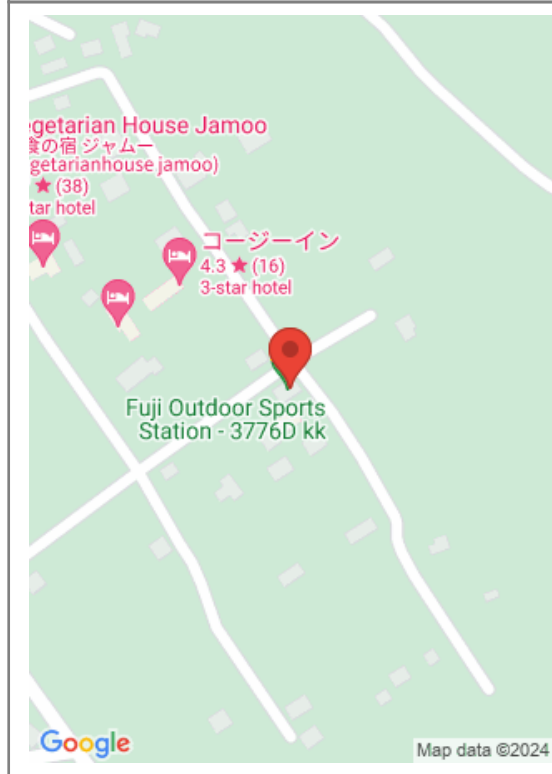 egetarian House Jamoo
食の宿 ジャムー
getarianhouse jamoo)
★ (38)
tar hotel
コージーイン
4.3 ★ (16)
3-star hotel
Fuji Outdoor Sports
Station - 3776D kk
Google
Map data ©2024